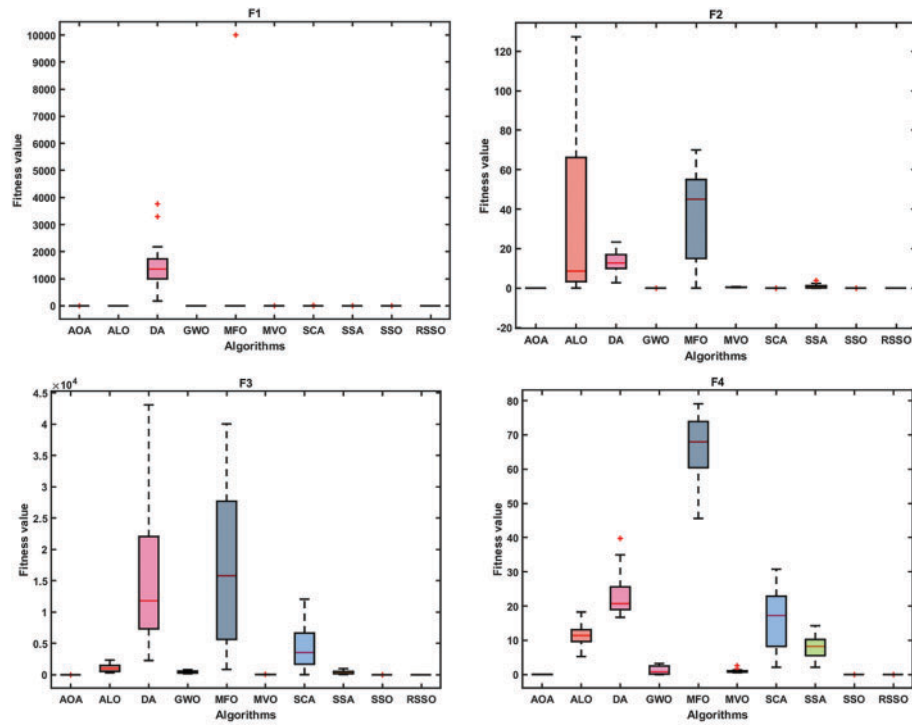 F1
10000
9000
8000
7000
6000
5000
4000
3000
2000
1000
0
Fitness value
AOA ALO DA GWO MFO MVO SCA SSA SSO RSSO
Algorithms
F2
120
100
80
60
40
20
0
-20
Fitness value
AOA ALO DA GWO MFO MVO SCA SSA SSO RSSO
Algorithms
F3
×10⁴
4.5
4
3.5
3
2.5
2
1.5
1
0.5
0
Fitness value
AOA ALO DA GWO MFO MVO SCA SSA SSO RSSO
Algorithms
F4
80
70
60
50
40
30
20
10
0
Fitness value
AOA ALO DA GWO MFO MVO SCA SSA SSO RSSO
Algorithms